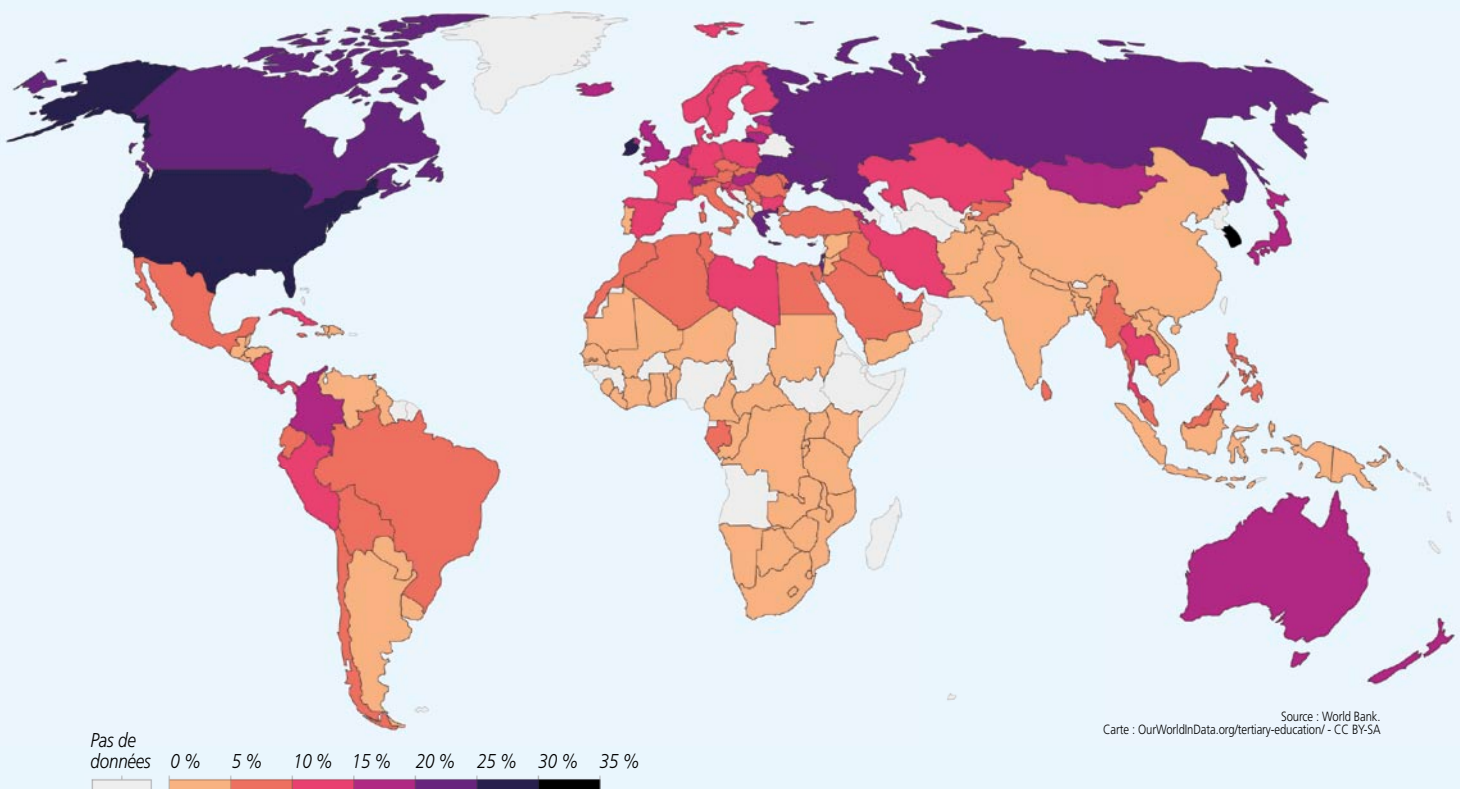 Source : World Bank.
Carte : OurWorldInData.org/tertiary-education/ - CC BY-SA
Pas de
données 0 % 5 % 10 % 15 % 20 % 25 % 30 % 35 %